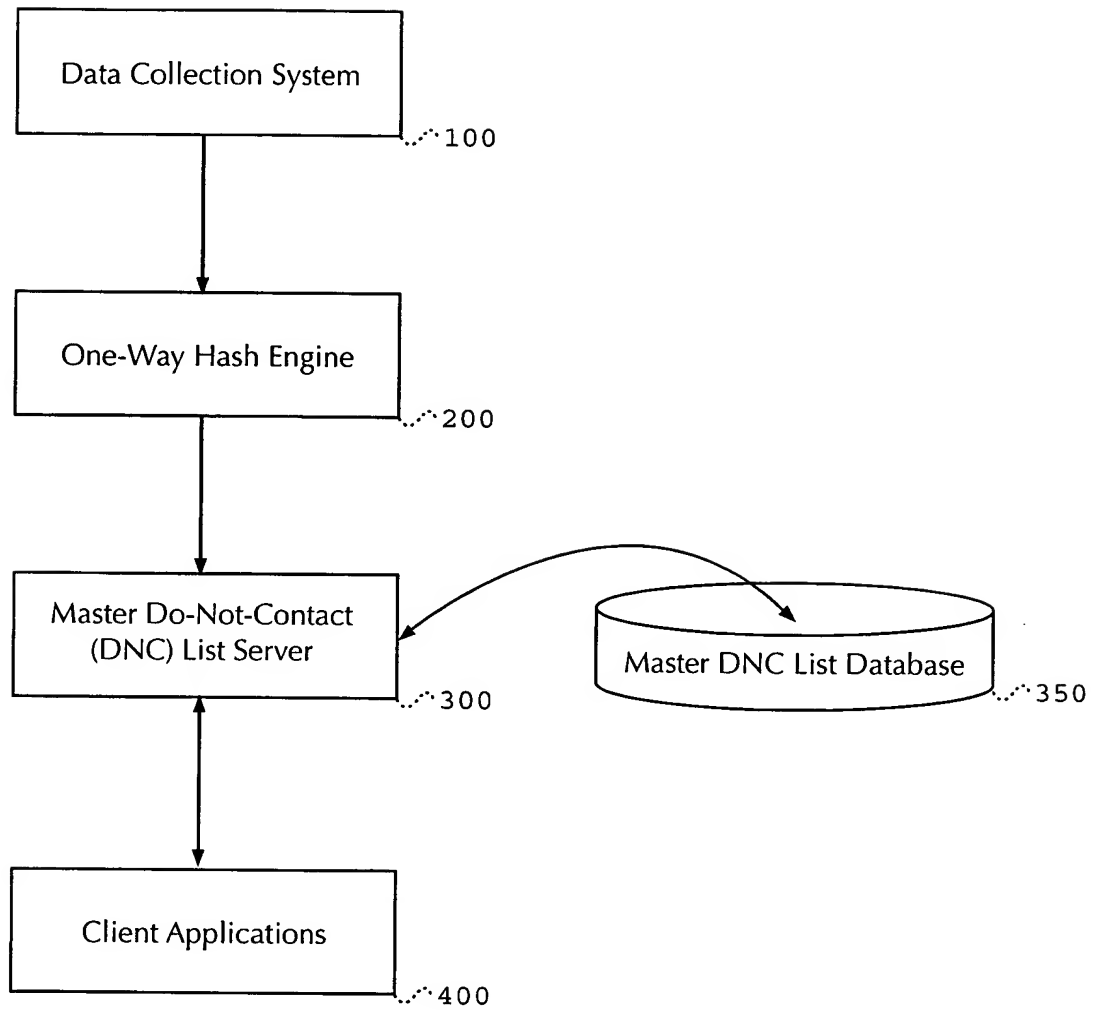 Data Collection System
100
One-Way Hash Engine
200
Master Do-Not-Contact
(DNC) List Server
300
Master DNC List Database
350
Client Applications
400